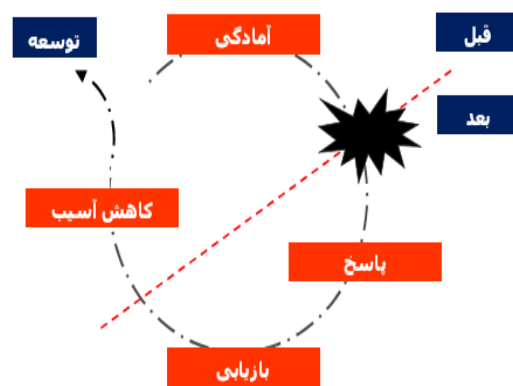 قبل
آمادگی
توسعه
بعد
کاهش آسیب
پاسخ
بازیابی